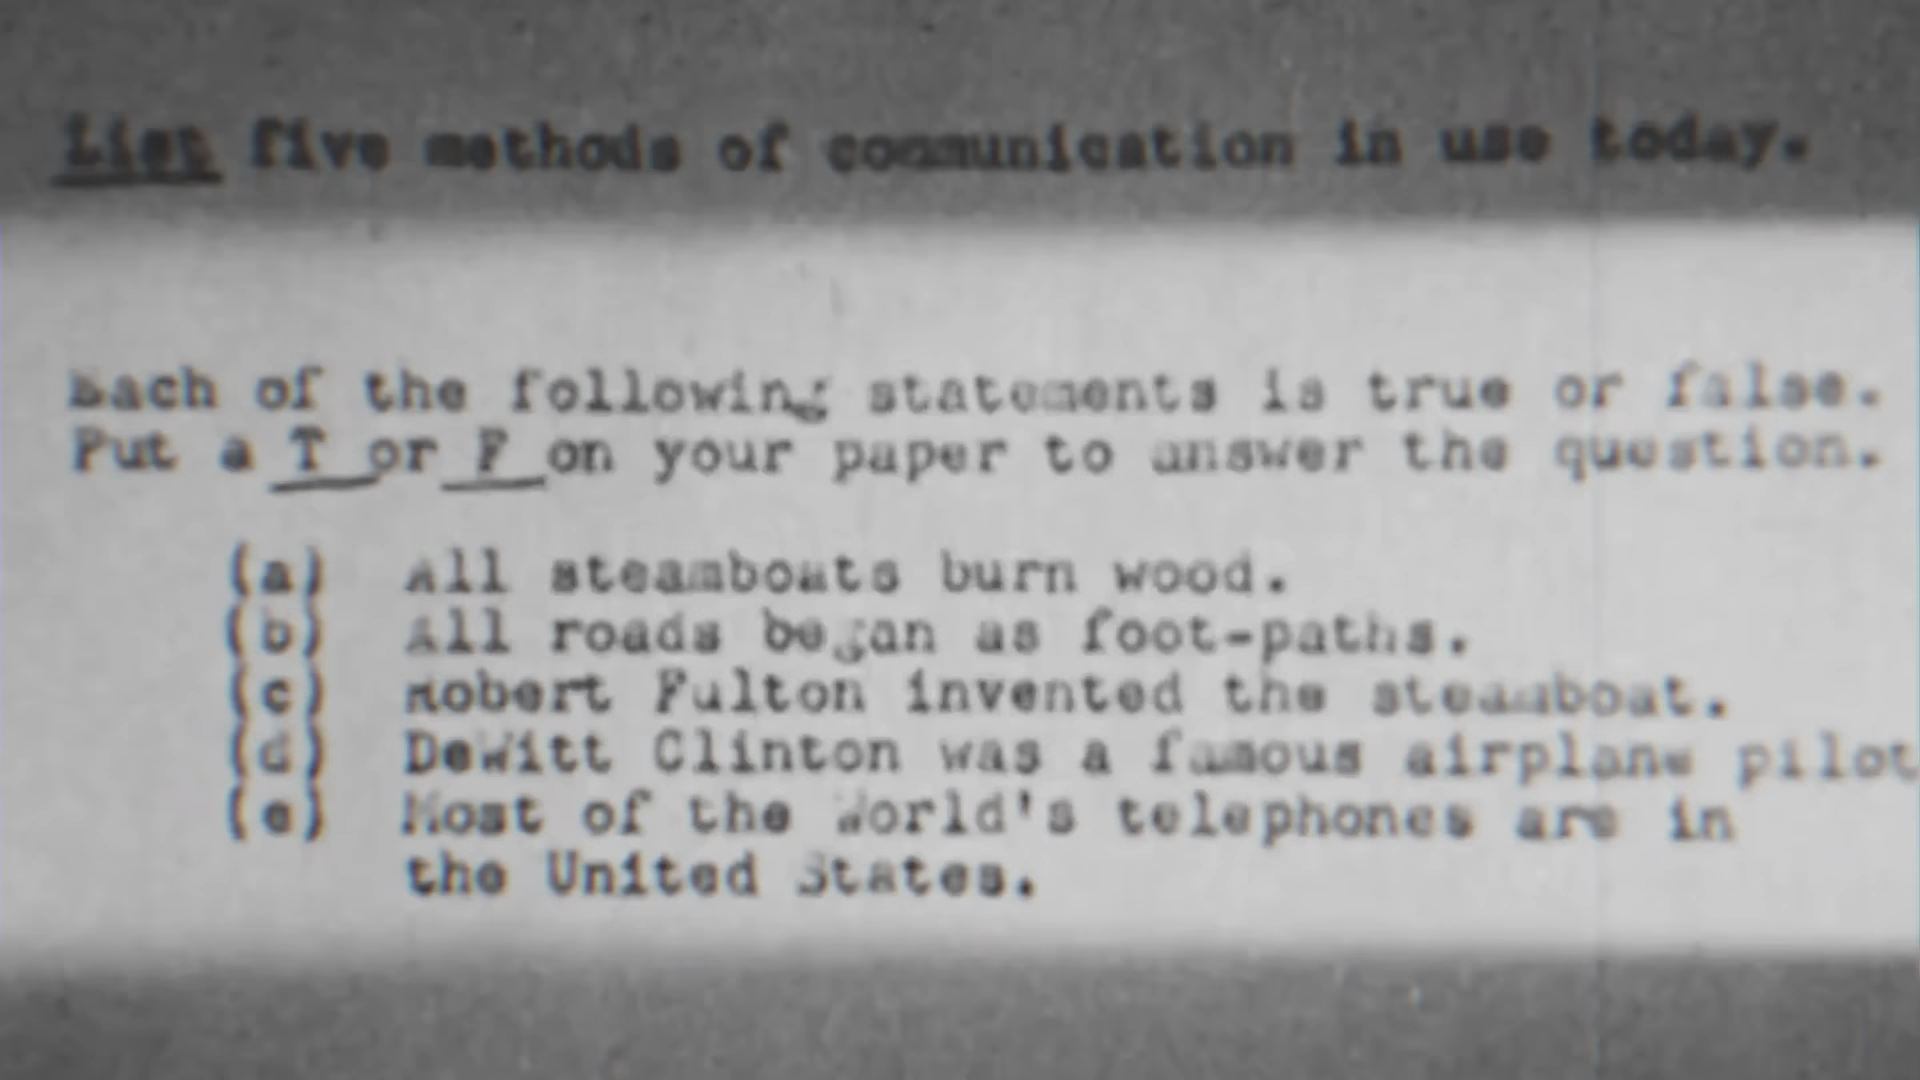 List five methods of communication in use today.
Each of the following statements is true or false.
Put a T or F on your paper to answer the question.
(a) All steamboats burn wood.
(b) All roads began as foot-paths.
(c) Robert Fulton invented the steamboat.
(d) DeWitt Clinton was a famous airplane pilot
(e) Most of the World's telephones are in
the United States.